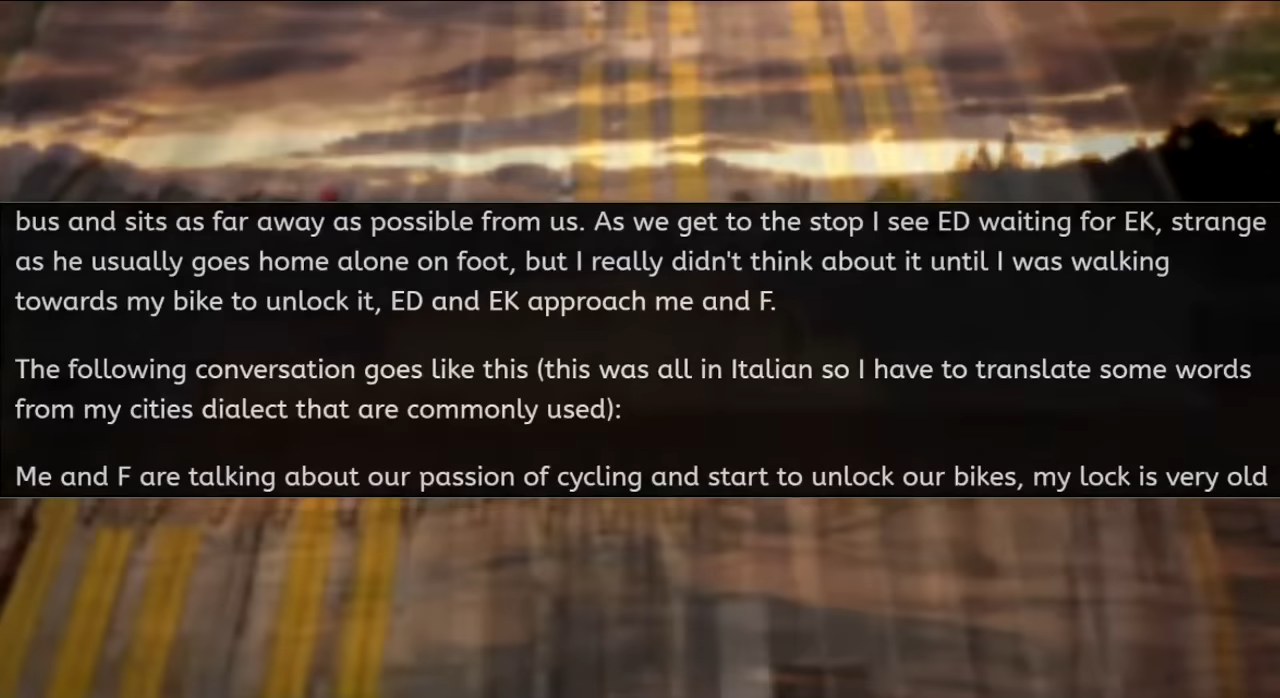 bus and sits as far away as possible from us. As we get to the stop I see ED waiting for EK, strange
as he usually goes home alone on foot, but I really didn't think about it until I was walking
towards my bike to unlock it, ED and EK approach me and F.
The following conversation goes like this (this was all in Italian so I have to translate some words
from my cities dialect that are commonly used):
Me and F are talking about our passion of cycling and start to unlock our bikes, my lock is very old